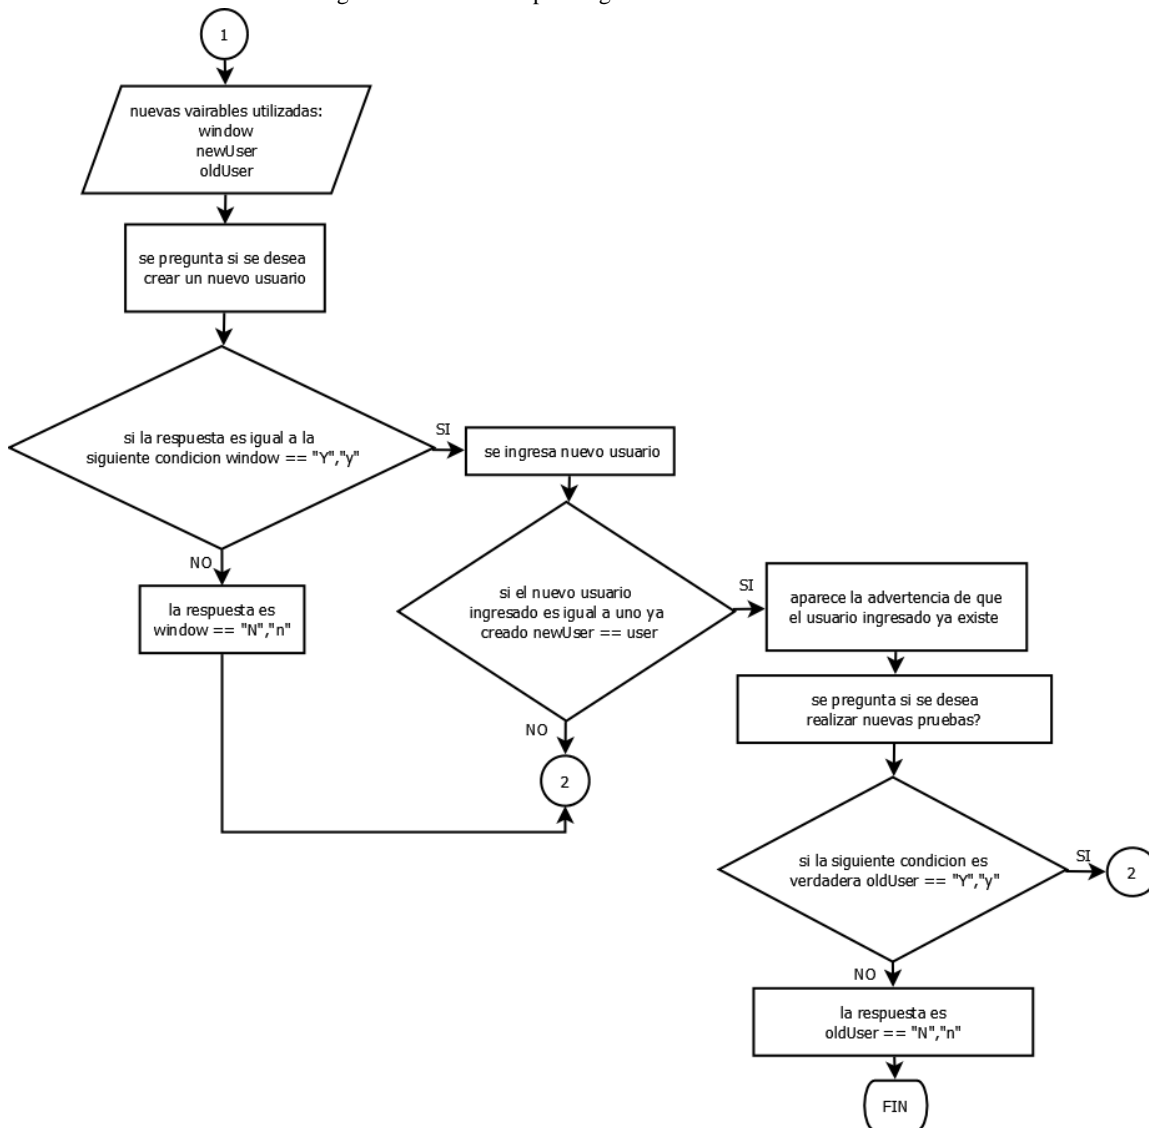 1
nuevas vairables utilizadas:
window
newUser
oldUser
se pregunta si se desea
crear un nuevo usuario
si la respuesta es igual a la
siguiente condicion window == "Y","y"
SI
se ingresa nuevo usuario
NO
la respuesta es
window == "N","n"
si el nuevo usuario
ingresado es igual a uno ya
creado newUser == user
SI
aparece la advertencia de que
el usuario ingresado ya existe
NO
2
se pregunta si se desea
realizar nuevas pruebas?
si la siguiente condicion es
verdadera oldUser == "Y","y"
SI
2
NO
la respuesta es
oldUser == "N","n"
FIN